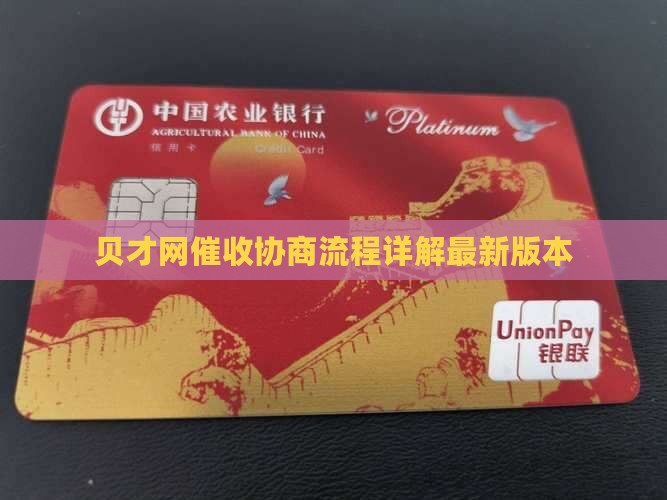 中国农业银行
AGRICULTURAL BANK OF CHINA
信用卡
Credit Card
Platinum
贝才网催收协商流程详解最新版本
UnionPay
银联